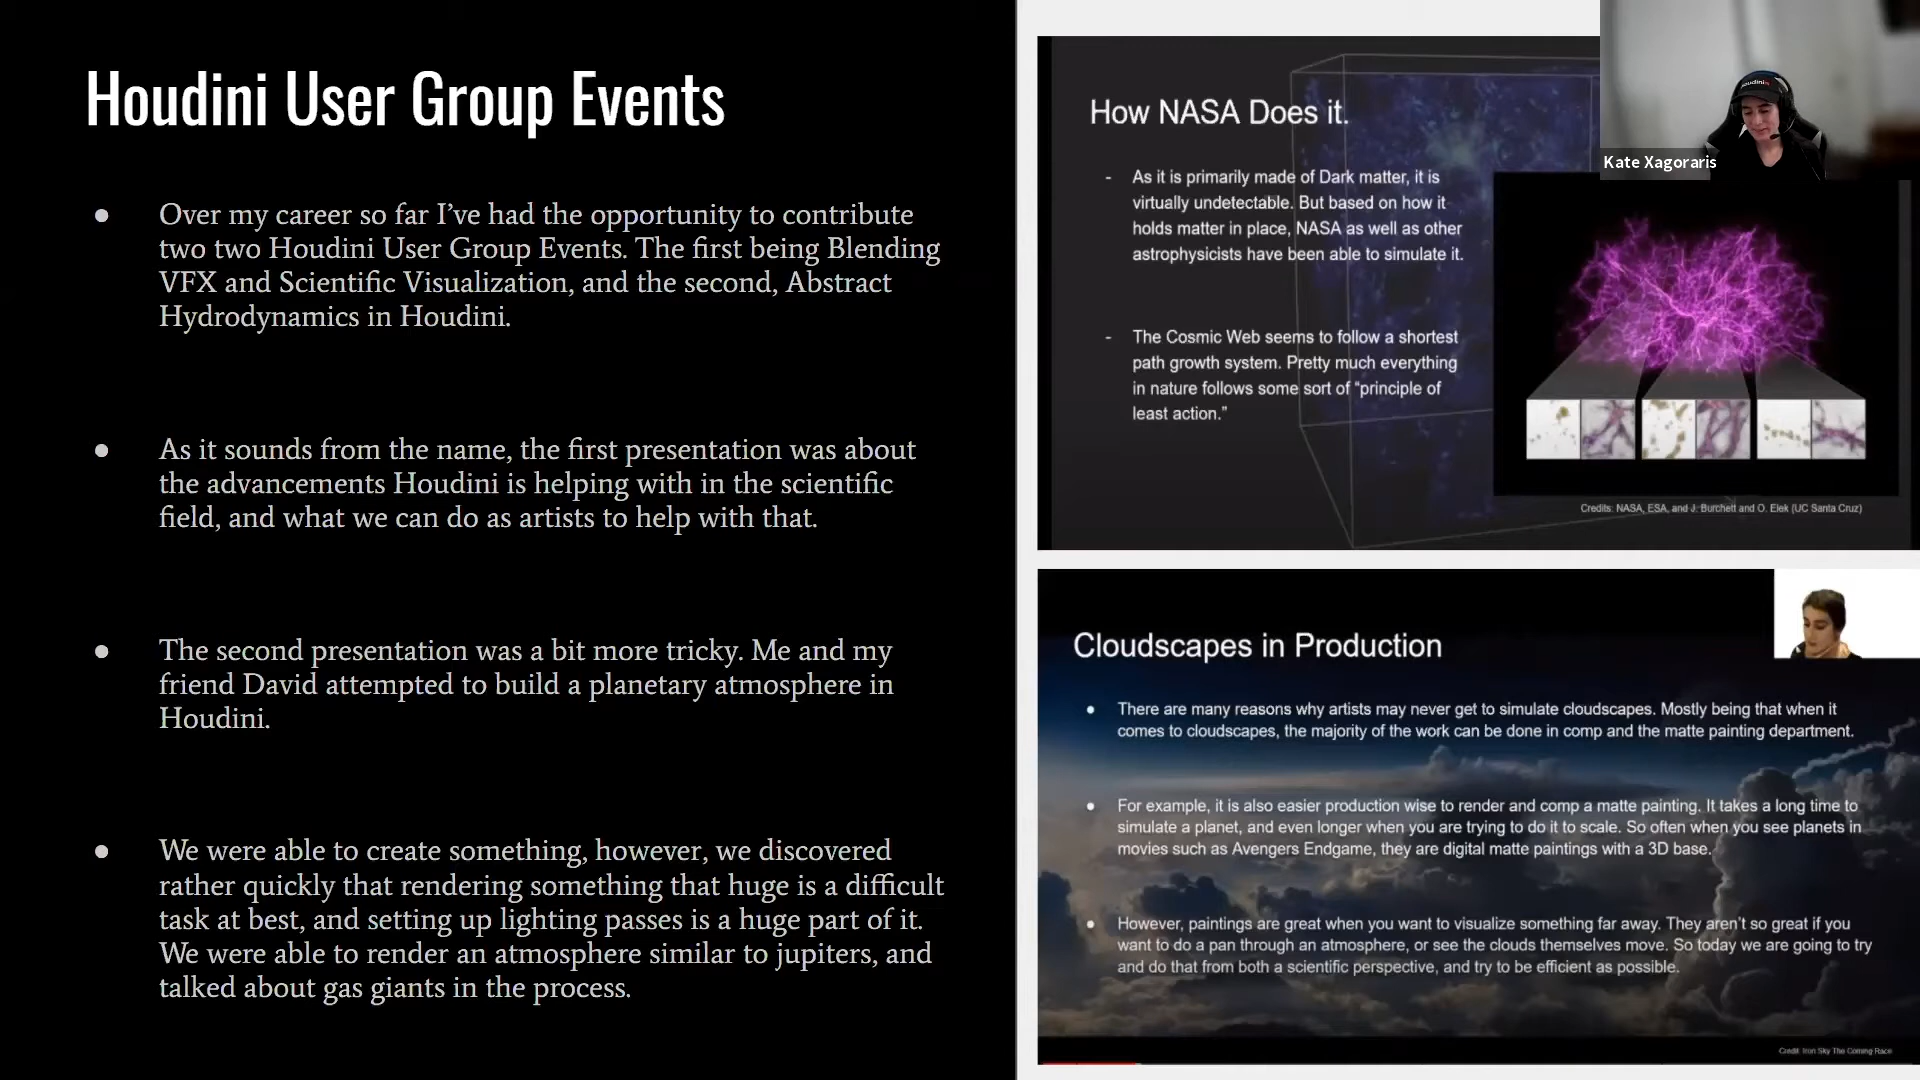 Houdini User Group Events
● Over my career so far I’ve had the opportunity to contribute
two two Houdini User Group Events. The first being Blending
VFX and Scientific Visualization, and the second, Abstract
Hydrodynamics in Houdini.
● As it sounds from the name, the first presentation was about
the advancements Houdini is helping with in the scientific
field, and what we can do as artists to help with that.
● The second presentation was a bit more tricky. Me and my
friend David attempted to build a planetary atmosphere in
Houdini.
● We were able to create something, however, we discovered
rather quickly that rendering something that huge is a difficult
task at best, and setting up lighting passes is a huge part of it.
We were able to render an atmosphere similar to jupiters, and
talked about gas giants in the process.
How NASA Does it.
- As it is primarily made of Dark matter, it is
virtually undetectable. But based on how it
holds matter in place, NASA as well as other
astrophysicists have been able to simulate it.
- The Cosmic Web seems to follow a shortest
path growth system. Pretty much everything
in nature follows some sort of “principle of
least action.”
Credits: NASA, ESA, and J. Burchett and O. Elek (UC Santa Cruz)
Houdini
Kate Xagoraris
Cloudscapes in Production
● There are many reasons why artists may never get to simulate cloudscapes. Mostly being that when it
comes to cloudscapes, the majority of the work can be done in comp and the matte painting department.
● For example, it is also easier production wise to render and comp a matte painting. It takes a long time to
simulate a planet, and even longer when you are trying to do it to scale. So often when you see planets in
movies such as Avengers Endgame, they are digital matte paintings with a 3D base.
● However, paintings are great when you want to visualize something far away. They aren’t so great if you
want to do a pan through an atmosphere, or see the clouds themselves move. So today we are going to try
and do that from both a scientific perspective, and try to be efficient as possible.
Credit: Iron Sky The Coming Race